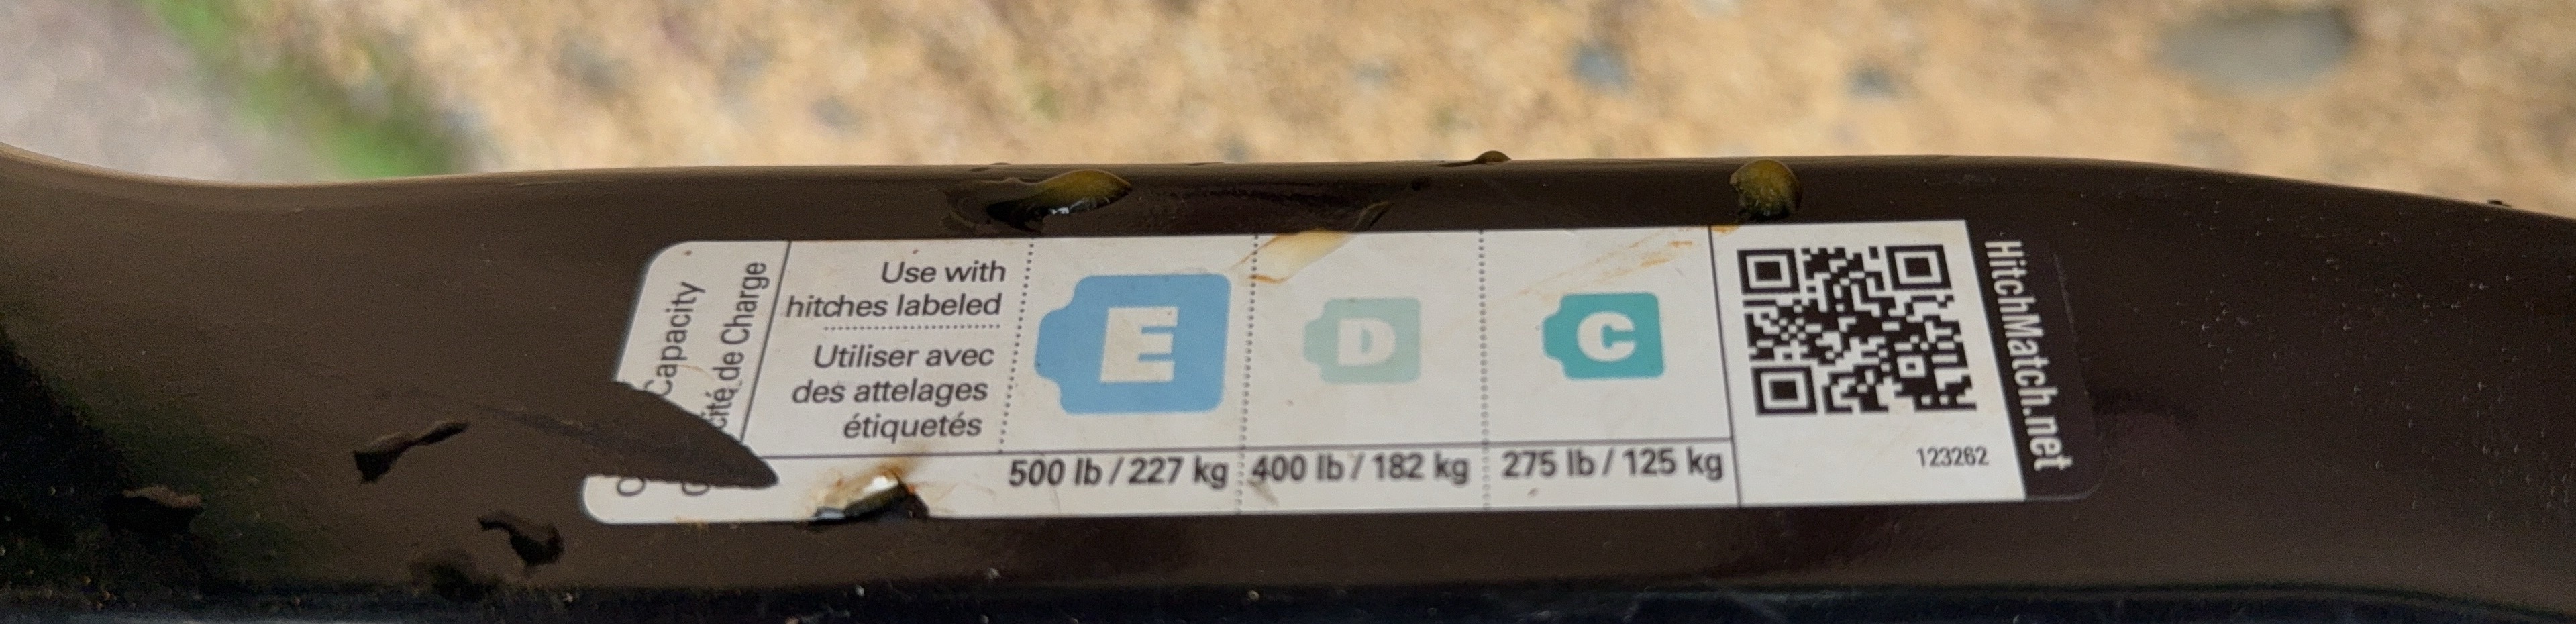 Capacity
de Charge
Use with
hitches labeled
Utiliser avec
des attelages
étiquetés
E
D
C
500 lb / 227 kg
400 lb / 182 kg
275 lb / 125 kg
123262
HitchMatch.net